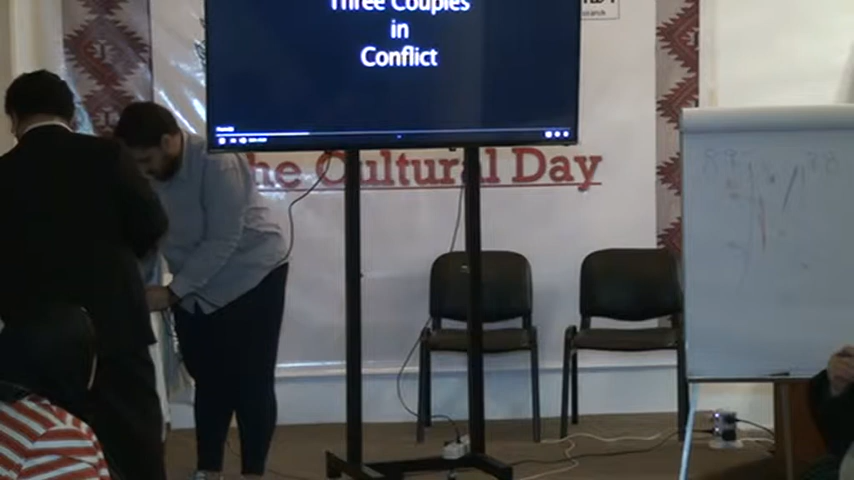 Three Couples
in
Conflict
The Cultural Day